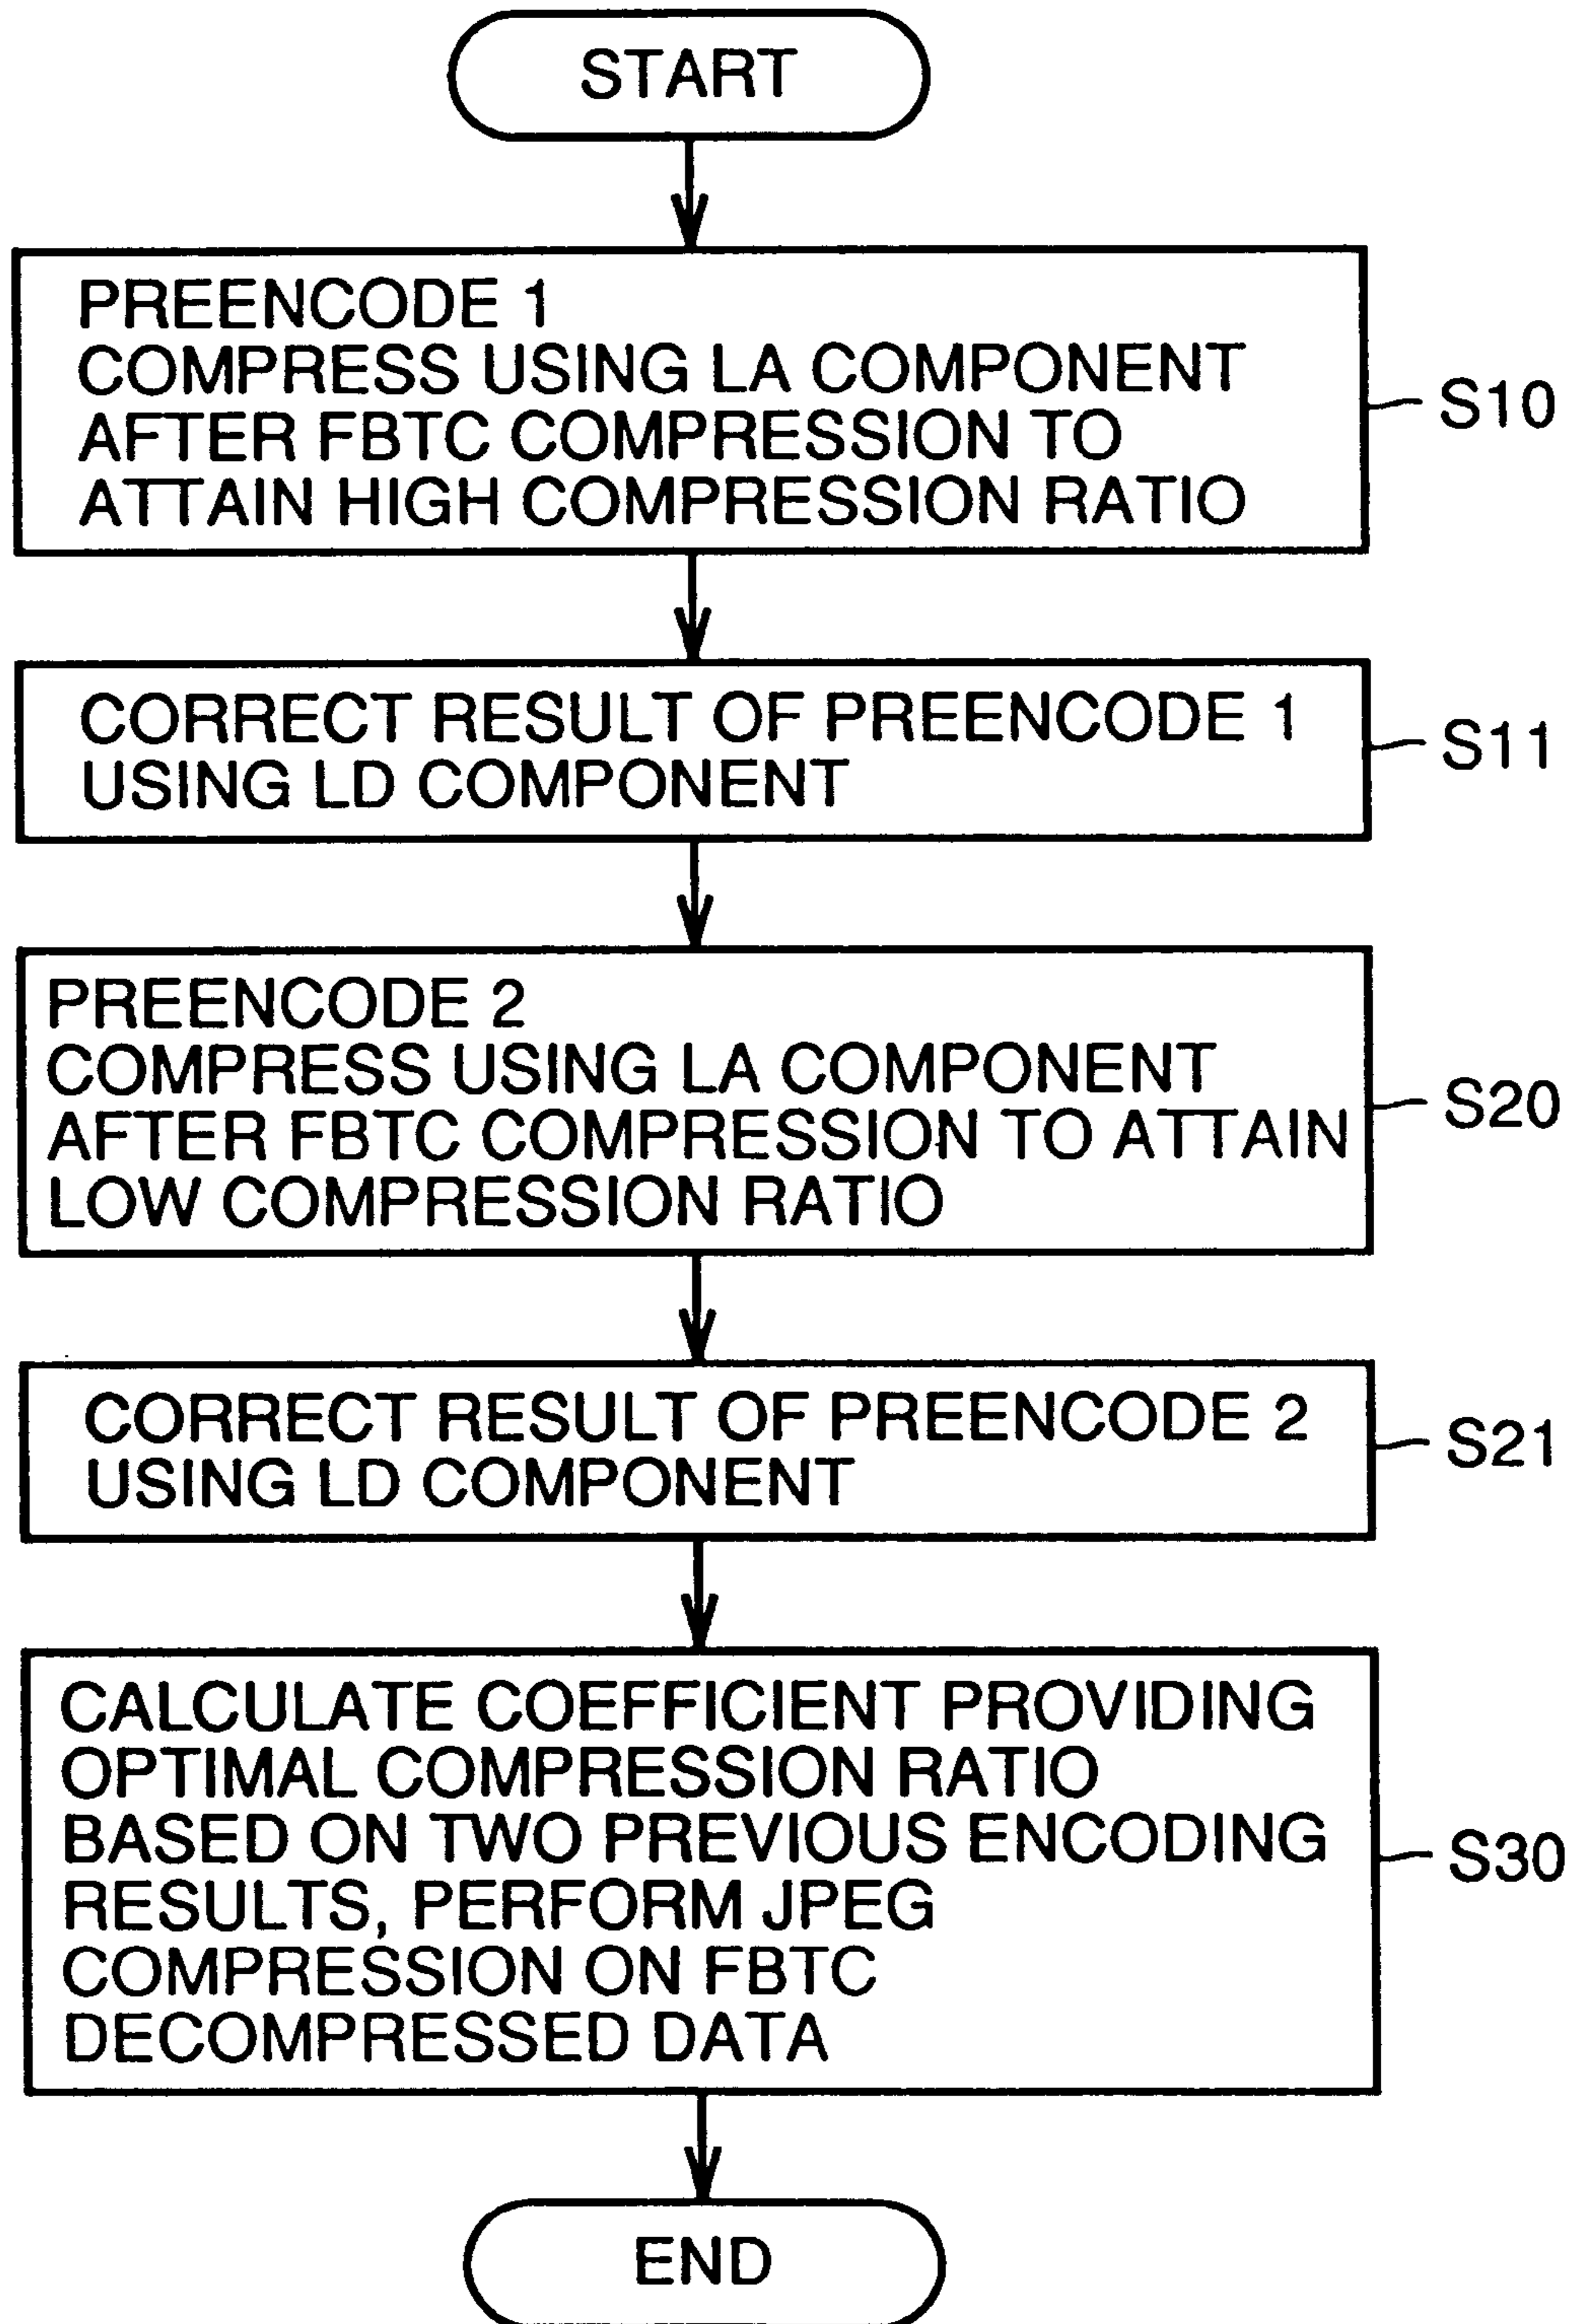 START
PREENCODE 1
COMPRESS USING LA COMPONENT
AFTER FBTC COMPRESSION TO
ATTAIN HIGH COMPRESSION RATIO
S10
CORRECT RESULT OF PREENCODE 1
USING LD COMPONENT
S11
PREENCODE 2
COMPRESS USING LA COMPONENT
AFTER FBTC COMPRESSION TO ATTAIN
LOW COMPRESSION RATIO
S20
CORRECT RESULT OF PREENCODE 2
USING LD COMPONENT
S21
CALCULATE COEFFICIENT PROVIDING
OPTIMAL COMPRESSION RATIO
BASED ON TWO PREVIOUS ENCODING
RESULTS, PERFORM JPEG
COMPRESSION ON FBTC
DECOMPRESSED DATA
S30
END